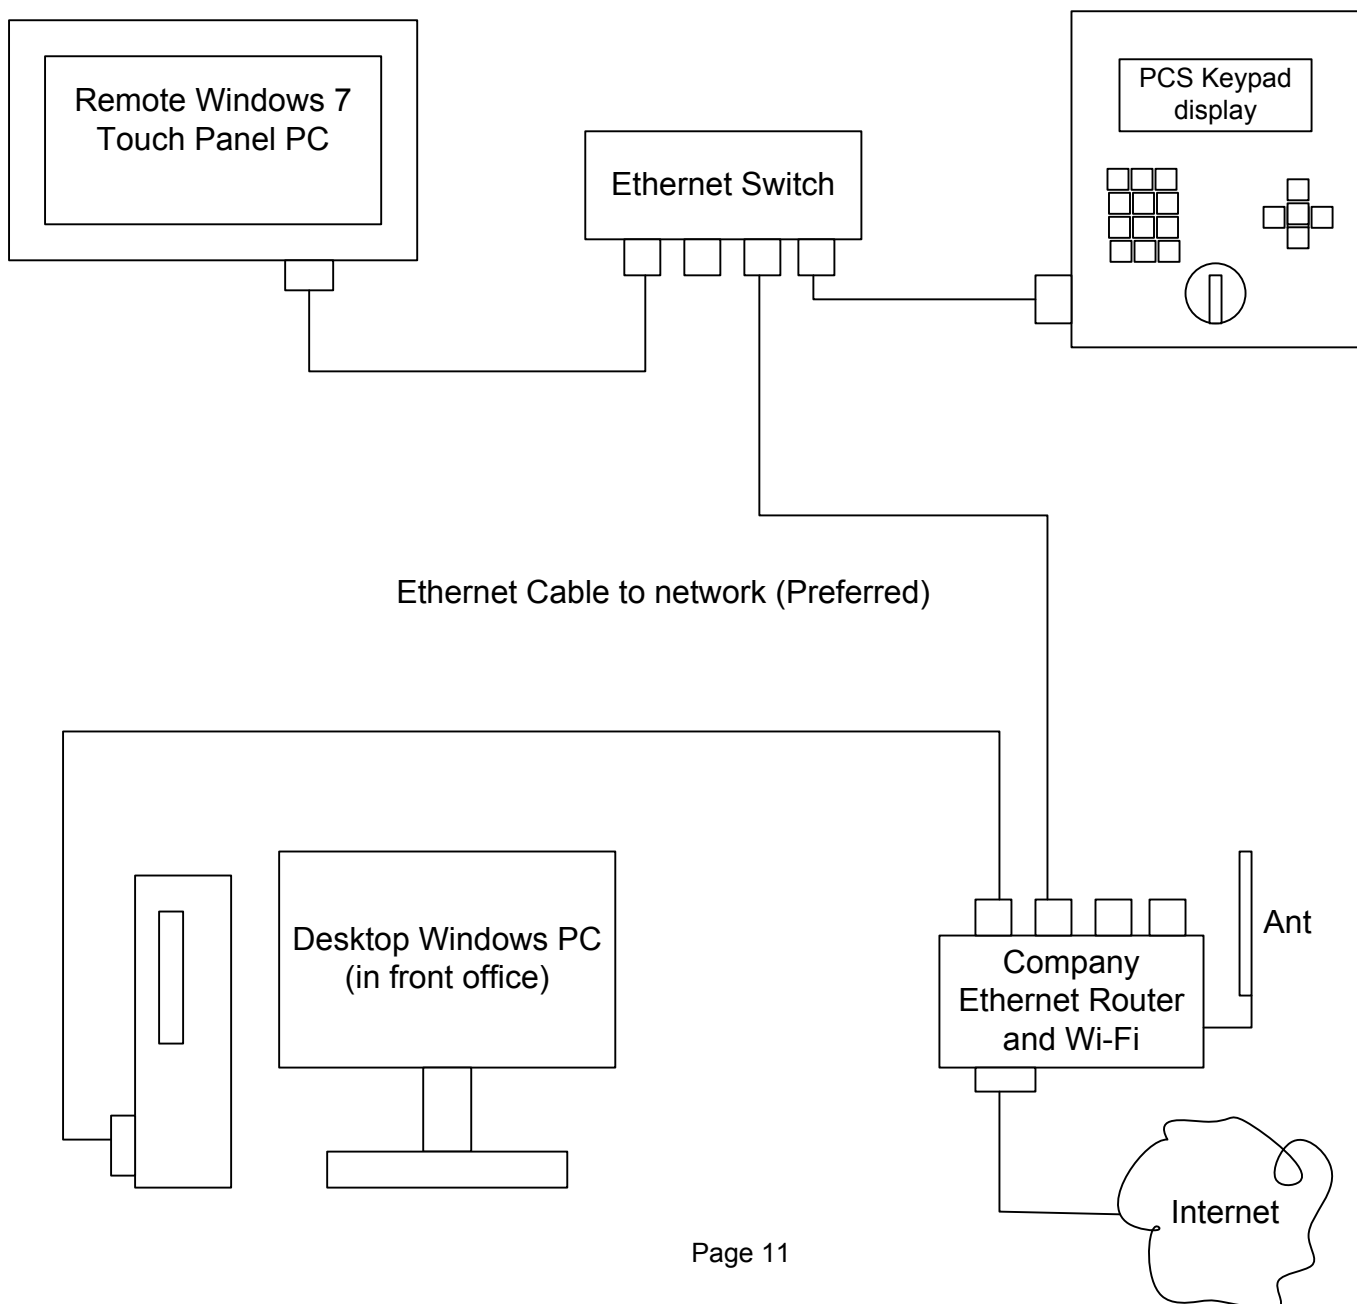 Remote Windows 7
Touch Panel PC
Ethernet Switch
PCS Keypad
display
Ethernet Cable to network (Preferred)
Desktop Windows PC
(in front office)
Company
Ethernet Router
and Wi-Fi
Ant
Internet
Page 11